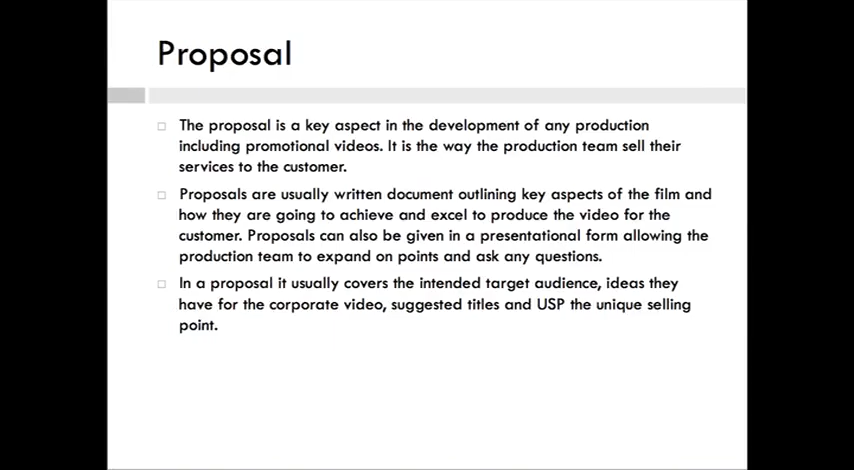 Proposal
The proposal is a key aspect in the development of any production
including promotional videos. It is the way the production team sell their
services to the customer.
Proposals are usually written document outlining key aspects of the film and
how they are going to achieve and excel to produce the video for the
customer. Proposals can also be given in a presentational form allowing the
production team to expand on points and ask any questions.
In a proposal it usually covers the intended target audience, ideas they
have for the corporate video, suggested titles and USP the unique selling
point.